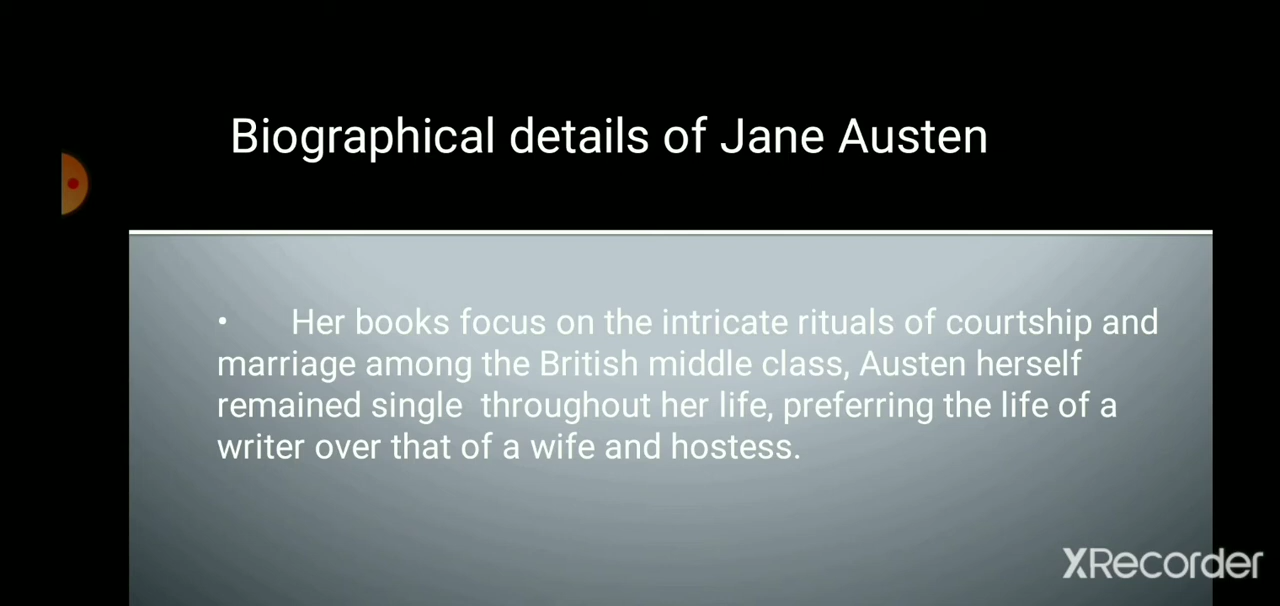 Biographical details of Jane Austen
• Her books focus on the intricate rituals of courtship and
marriage among the British middle class, Austen herself
remained single  throughout her life, preferring the life of a
writer over that of a wife and hostess.
XRecorder